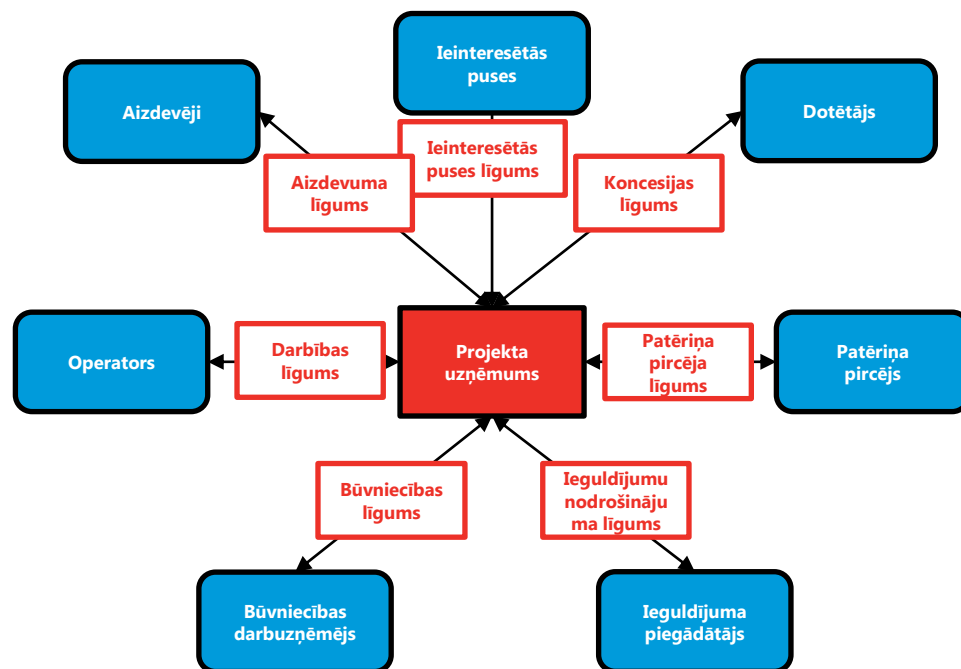 Ieinteresētās
puses
Aizdevēji
Dotētājs
Ieinteresētās
puses līgums
Aizdevuma
līgums
Koncesijas
līgums
Operators
Darbības
līgums
Projekta
uzņēmums
Patēriņa
pircēja
līgums
Patēriņa
pircējs
Būvniecības
līgums
Ieguldījumu
nodrošināju
ma līgums
Būvniecības
darbuzņēmējs
Ieguldījuma
piegādātājs